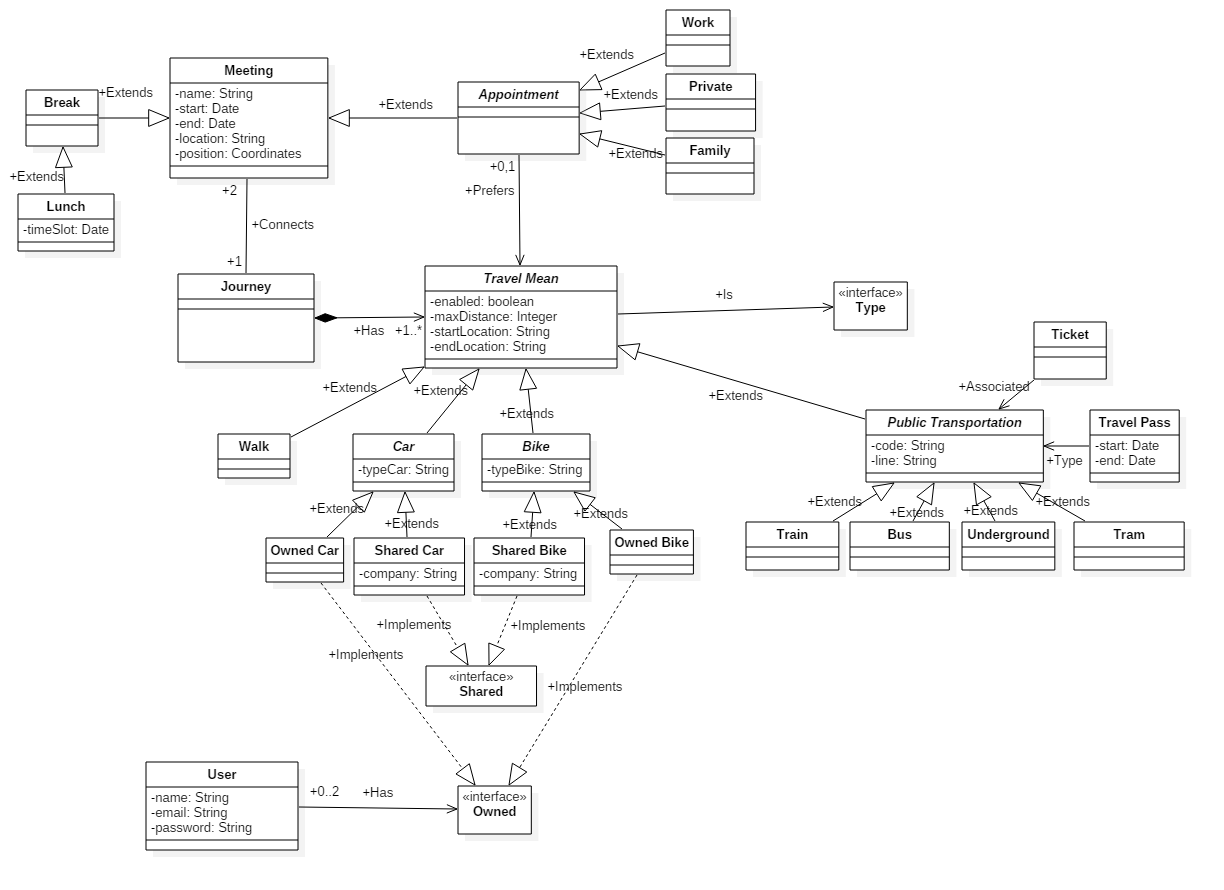 Work
+Extends
Meeting
-name: String
-start: Date
-end: Date
-location: String
-position: Coordinates
Break
+Extends
Appointment
+Extends
Private
+Extends
Family
+Extends
+Extends
Lunch
-timeSlot: Date
+2
+Connects
+1
+0,1
+Prefers
Journey
+Has
+1..*
Travel Mean
-enabled: boolean
-maxDistance: Integer
-startLocation: String
-endLocation: String
+Is
«interface»
Type
Ticket
+Associated
+Extends
+Extends
+Extends
+Extends
Public Transportation
-code: String
-line: String
Travel Pass
-start: Date
-end: Date
+Type
Walk
Car
-typeCar: String
Bike
-typeBike: String
+Extends
+Extends
+Extends
+Extends
+Extends
+Extends
+Extends
+Extends
Train
Bus
Underground
Tram
Owned Car
Shared Car
-company: String
Shared Bike
-company: String
Owned Bike
+Implements
+Implements
+Implements
+Implements
«interface»
Shared
User
-name: String
-email: String
-password: String
+0..2
+Has
«interface»
Owned